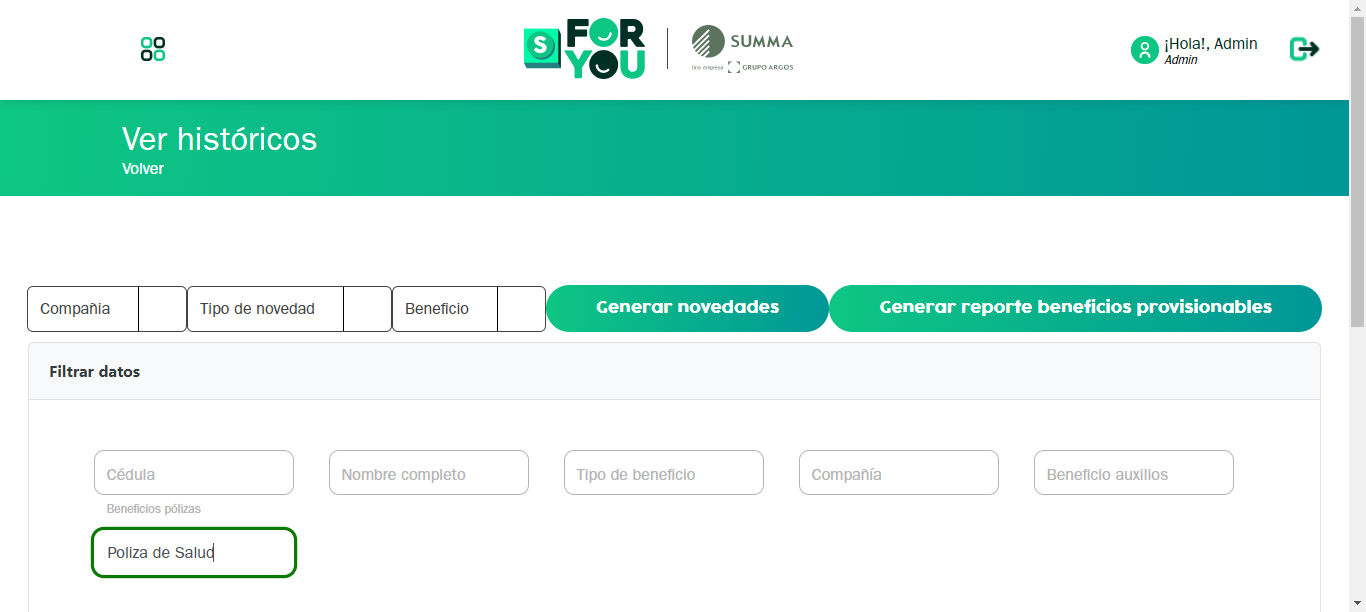 S FOR YOU
SUMMA
Una empresa GRUPO ARGOS
¡Hola!, Admin
Admin
Ver históricos
Volver
Compañia Tipo de novedad Beneficio Generar novedades Generar reporte beneficios provisionables
Filtrar datos
Cédula Nombre completo Tipo de beneficio Compañía Beneficio auxilios
Beneficios pólizas
Poliza de Salud